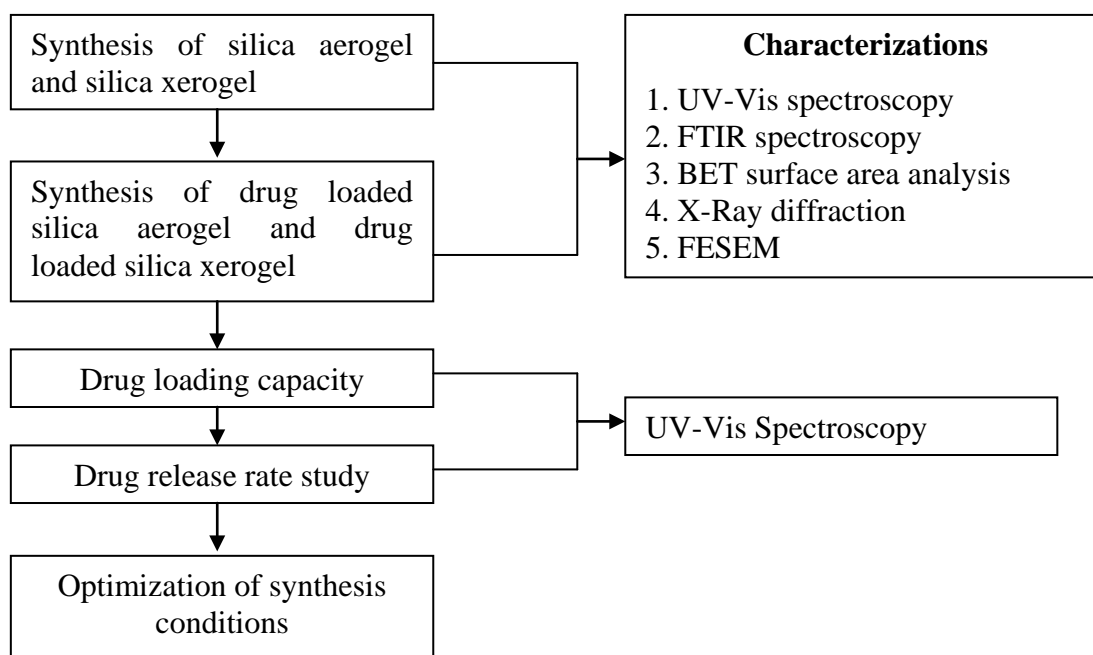 Synthesis of silica aerogel
and silica xerogel
Synthesis of drug loaded
silica aerogel and drug
loaded silica xerogel
Drug loading capacity
Drug release rate study
Optimization of synthesis
conditions
Characterizations
1. UV-Vis spectroscopy
2. FTIR spectroscopy
3. BET surface area analysis
4. X-Ray diffraction
5. FESEM
UV-Vis Spectroscopy